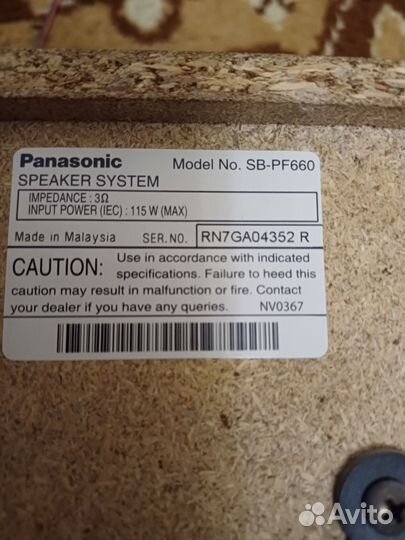 Panasonic Model No. SB-PF660
SPEAKER SYSTEM
IMPEDANCE : 3Ω
INPUT POWER (IEC) : 115 W (MAX)
Made in Malaysia SER. NO. RN7GA04352 R
CAUTION: Use in accordance with indicated
specifications. Failure to heed this
caution may result in malfunction or fire. Contact
your dealer if you have any queries. NV0367
Avito